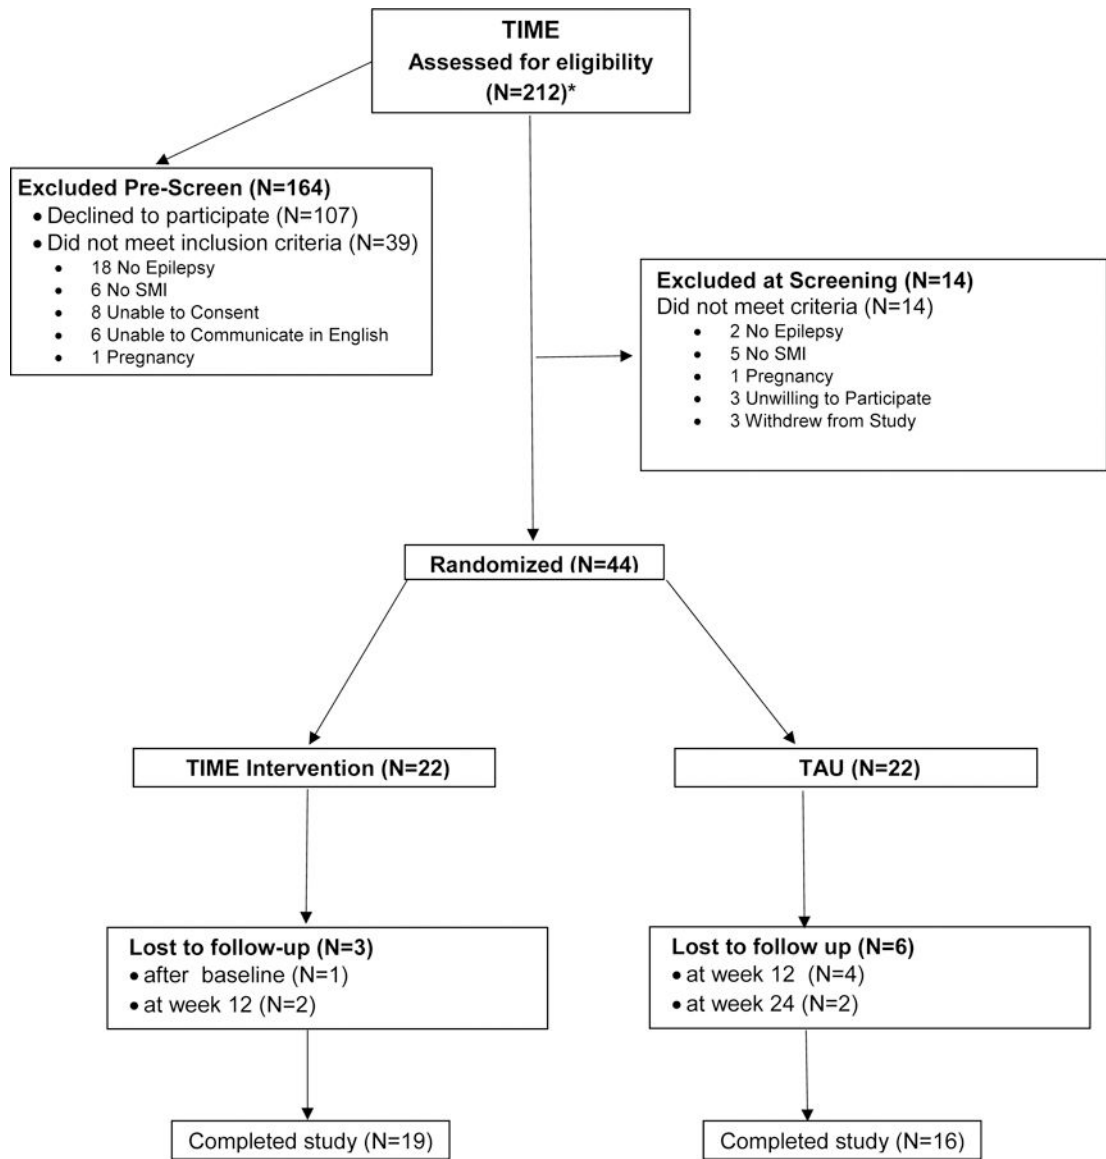 TIME
Assessed for eligibility
(N=212)*
Excluded Pre-Screen (N=164)
• Declined to participate (N=107)
• Did not meet inclusion criteria (N=39)
• 18 No Epilepsy
• 6 No SMI
• 8 Unable to Consent
• 6 Unable to Communicate in English
• 1 Pregnancy
Excluded at Screening (N=14)
Did not meet criteria (N=14)
• 2 No Epilepsy
• 5 No SMI
• 1 Pregnancy
• 3 Unwilling to Participate
• 3 Withdrew from Study
Randomized (N=44)
TIME Intervention (N=22)
TAU (N=22)
Lost to follow-up (N=3)
• after baseline (N=1)
• at week 12 (N=2)
Lost to follow up (N=6)
• at week 12 (N=4)
• at week 24 (N=2)
Completed study (N=19)
Completed study (N=16)